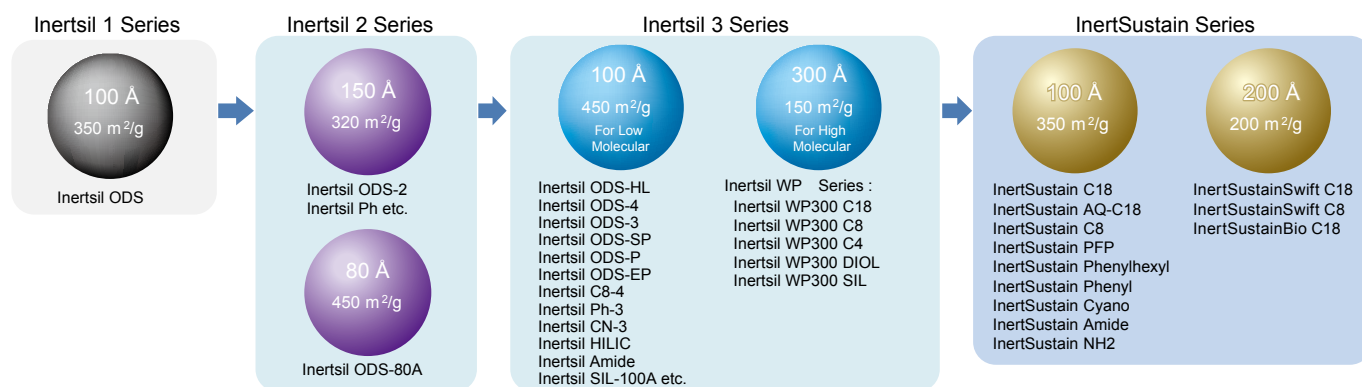 Inertsil 1 Series
100 Å
350 m²/g
Inertsil ODS
Inertsil 2 Series
150 Å
320 m²/g
Inertsil ODS-2
Inertsil Ph etc.
80 Å
450 m²/g
Inertsil ODS-80A
Inertsil 3 Series
100 Å
450 m²/g
For Low
Molecular
Inertsil ODS-HL
Inertsil ODS-4
Inertsil ODS-3
Inertsil ODS-SP
Inertsil ODS-P
Inertsil ODS-EP
Inertsil C8-4
Inertsil Ph-3
Inertsil CN-3
Inertsil HILIC
Inertsil Amide
Inertsil SIL-100A etc.
300 Å
150 m²/g
For High
Molecular
Inertsil WP Series :
Inertsil WP300 C18
Inertsil WP300 C8
Inertsil WP300 C4
Inertsil WP300 DIOL
Inertsil WP300 SIL
InertSustain Series
100 Å
350 m²/g
InertSustain C18
InertSustain AQ-C18
InertSustain C8
InertSustain PFP
InertSustain Phenylhexyl
InertSustain Phenyl
InertSustain Cyano
InertSustain Amide
InertSustain NH2
200 Å
200 m²/g
InertSustainSwift C18
InertSustainSwift C8
InertSustainBio C18